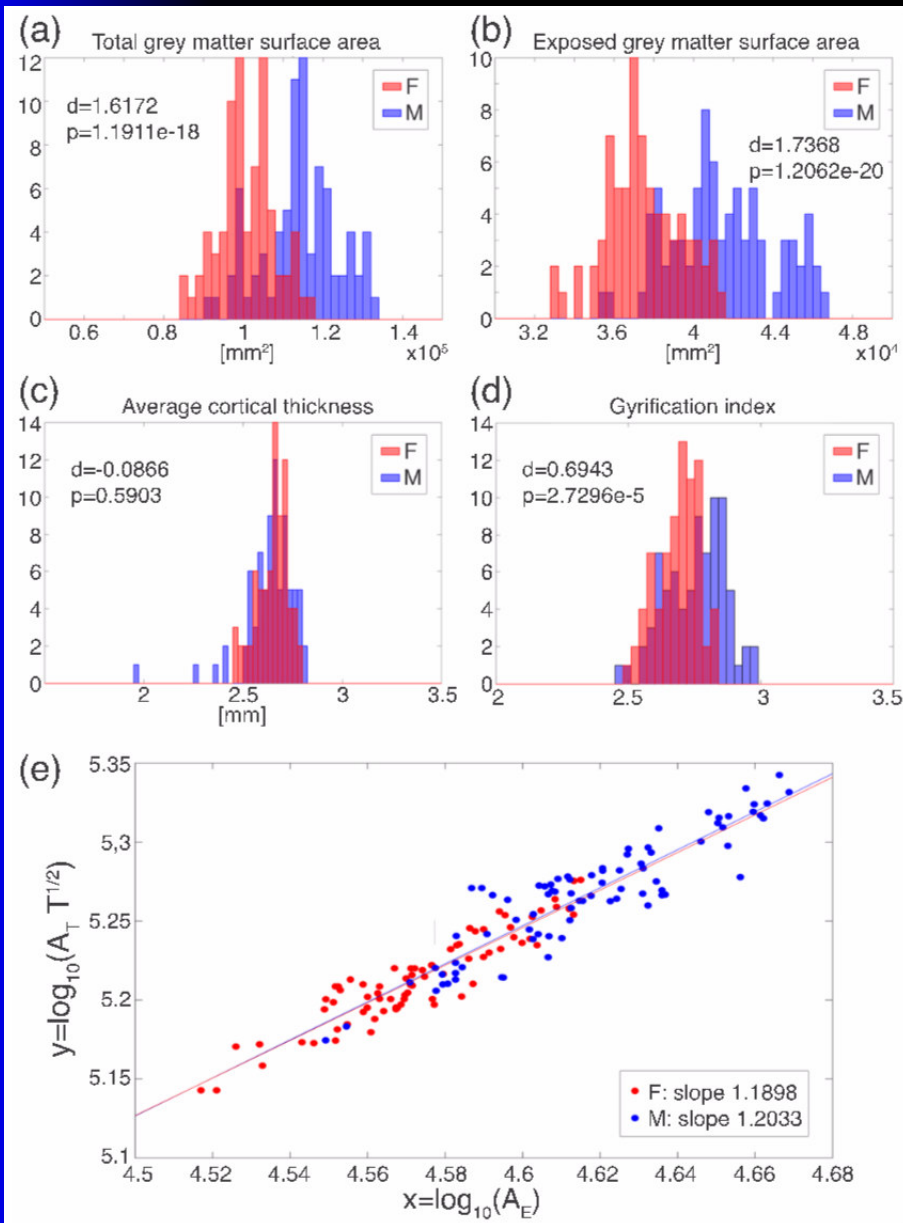 (a)
Total grey matter surface area
12
10
8
6
4
2
0
d=1.6172
p=1.1911e-18
F
M
0.6
0.8
1
1.2
1.4
[mm²]
x10⁵
(b)
Exposed grey matter surface area
10
8
6
4
2
0
F
M
d=1.7368
p=1.2062e-20
3.2
3.6
4
4.4
4.8
[mm²]
x10⁴
(c)
Average cortical thickness
14
12
10
8
6
4
2
0
d=-0.0866
p=0.5903
F
M
2
2.5
3
3.5
[mm]
(d)
Gyrification index
14
12
10
8
6
4
2
0
d=0.6943
p=2.7296e-5
F
M
2
2.5
3
3.5
(e)
5.35
5.3
5.25
5.2
5.15
5.1
y=log₁₀(A_T T^1/2)
F: slope 1.1898
M: slope 1.2033
4.5
4.52
4.54
4.56
4.58
4.6
4.62
4.64
4.66
4.68
x=log₁₀(A_E)